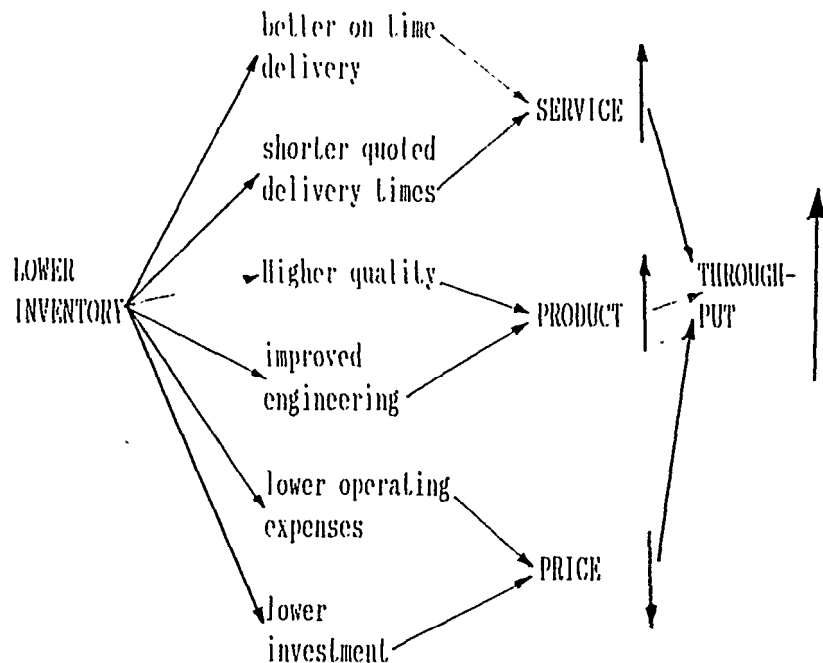 better on time
delivery
SERVICE
shorter quoted
delivery times
LOWER
INVENTORY
Higher quality
THROUGH-
PUT
PRODUCT
improved
engineering
lower operating
expenses
PRICE
lower
investment